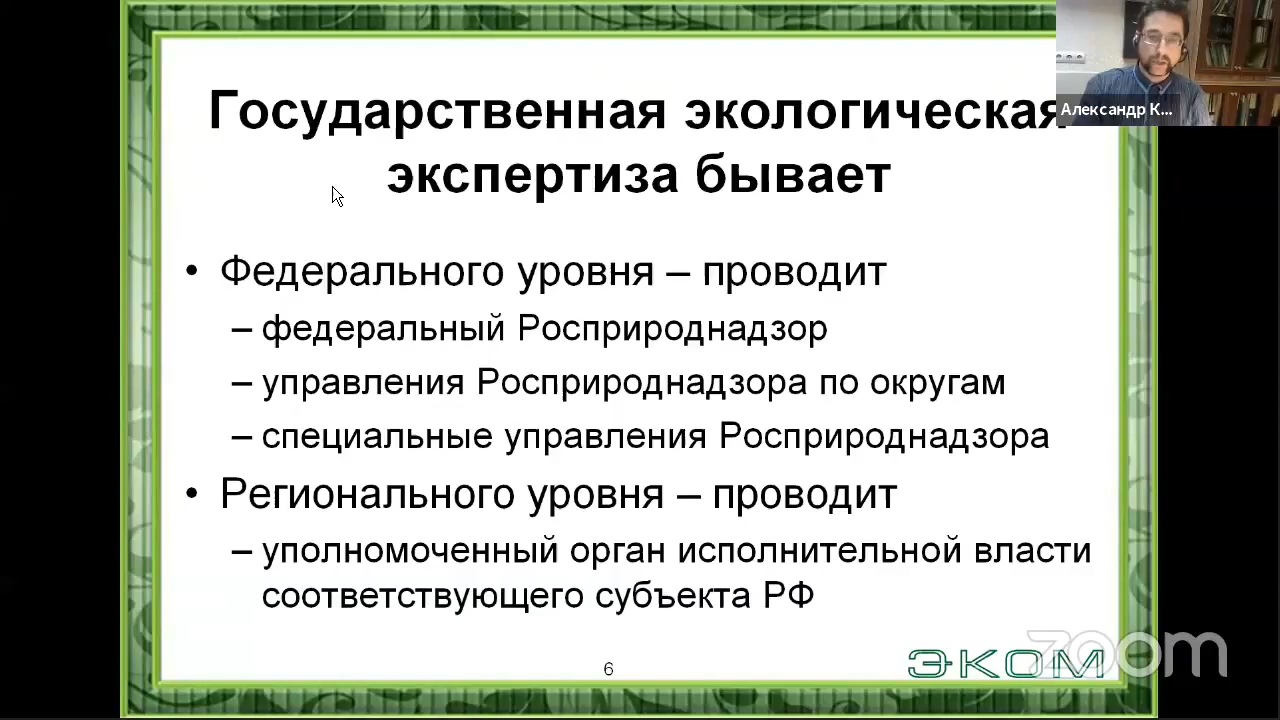 Государственная экологическая
экспертиза бывает
Александр К...
• Федерального уровня – проводит
– федеральный Росприроднадзор
– управления Росприроднадзора по округам
– специальные управления Росприроднадзора
• Регионального уровня – проводит
– уполномоченный орган исполнительной власти
соответствующего субъекта РФ
6
ЭКОМ
zoom